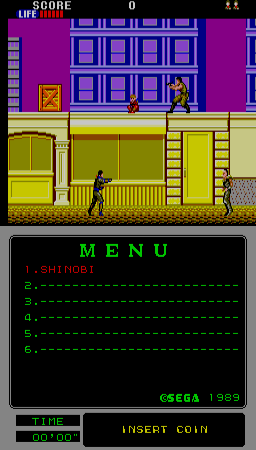 SCORE 0
LIFE
MENU
1.SHINOBI
2.-------------------------
3.-------------------------
4.-------------------------
5.-------------------------
6.-------------------------
©SEGA 1989
TIME
00'00"
INSERT COIN